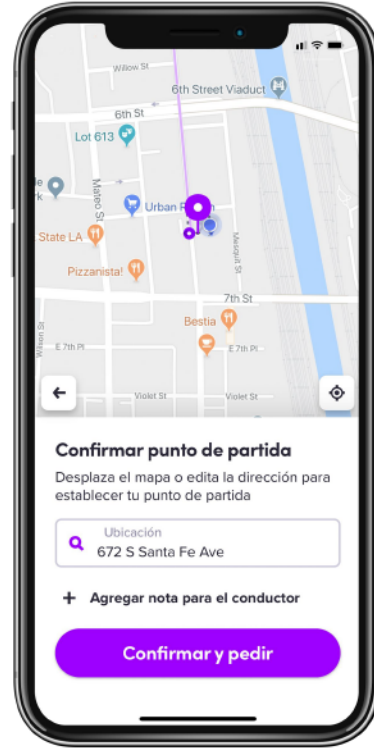 Willow St
6th Street Viaduct
6th St
Lot 613
Mateo St
Urban
State LA
Mesquit St
Pizzanista!
7th St
Bestia
Wilson St
E 7th Pl
E 7th Pl
Violet St
Violet St
Confirmar punto de partida
Desplaza el mapa o edita la dirección para
establecer tu punto de partida
Ubicación
672 S Santa Fe Ave
+ Agregar nota para el conductor
Confirmar y pedir